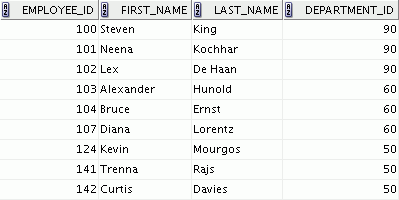 EMPLOYEE_ID FIRST_NAME LAST_NAME DEPARTMENT_ID
100 Steven King 90
101 Neena Kochhar 90
102 Lex De Haan 90
103 Alexander Hunold 60
104 Bruce Ernst 60
107 Diana Lorentz 60
124 Kevin Mourgos 50
141 Trenna Rajs 50
142 Curtis Davies 50